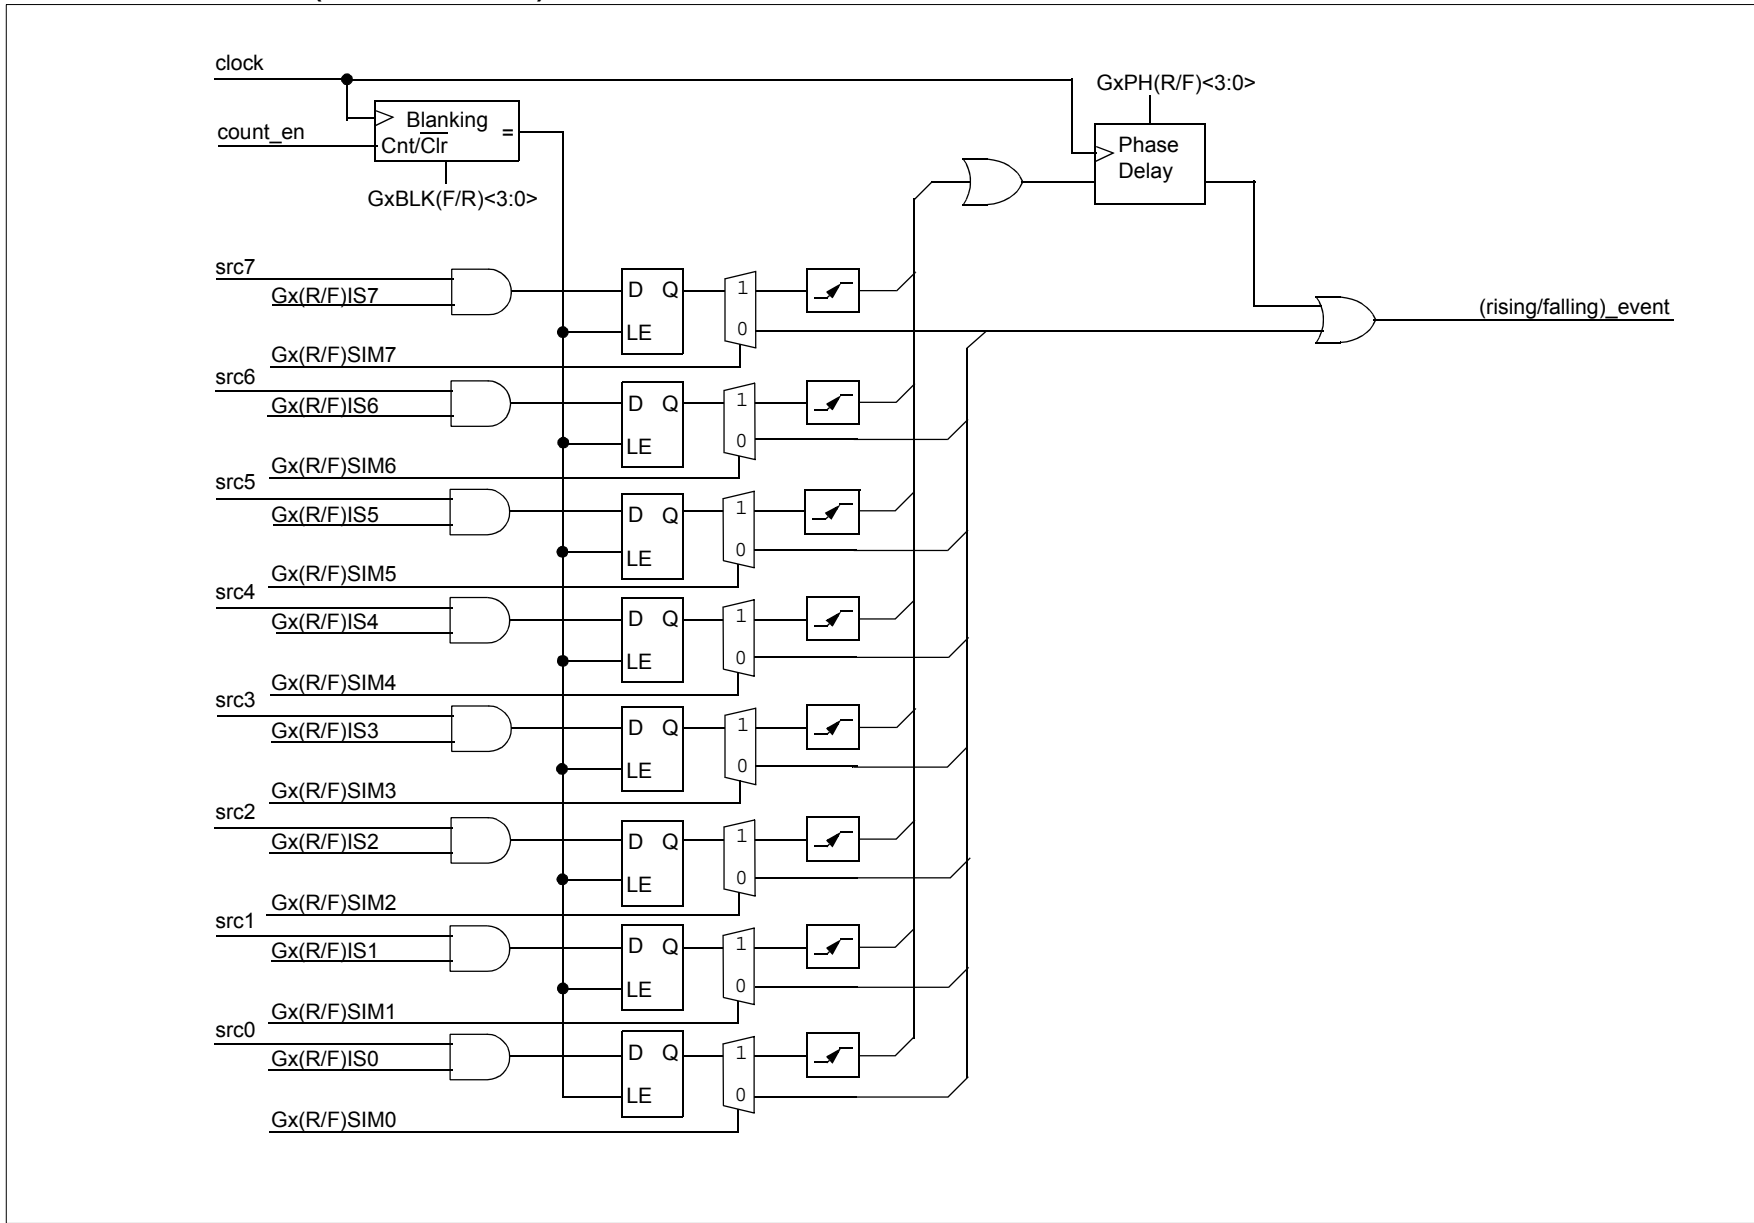 clock
GxPH(R/F)<3:0>
Blanking =
count_en
Cnt/Clr
Phase
Delay
GxBLK(F/R)<3:0>
src7
Gx(R/F)IS7
D Q
1
LE
0
(rising/falling)_event
Gx(R/F)SIM7
src6
Gx(R/F)IS6
D Q
1
LE
0
Gx(R/F)SIM6
src5
Gx(R/F)IS5
D Q
1
LE
0
Gx(R/F)SIM5
src4
Gx(R/F)IS4
D Q
1
LE
0
Gx(R/F)SIM4
src3
Gx(R/F)IS3
D Q
1
LE
0
Gx(R/F)SIM3
src2
Gx(R/F)IS2
D Q
1
LE
0
Gx(R/F)SIM2
src1
Gx(R/F)IS1
D Q
1
LE
0
Gx(R/F)SIM1
src0
Gx(R/F)IS0
D Q
1
LE
0
Gx(R/F)SIM0